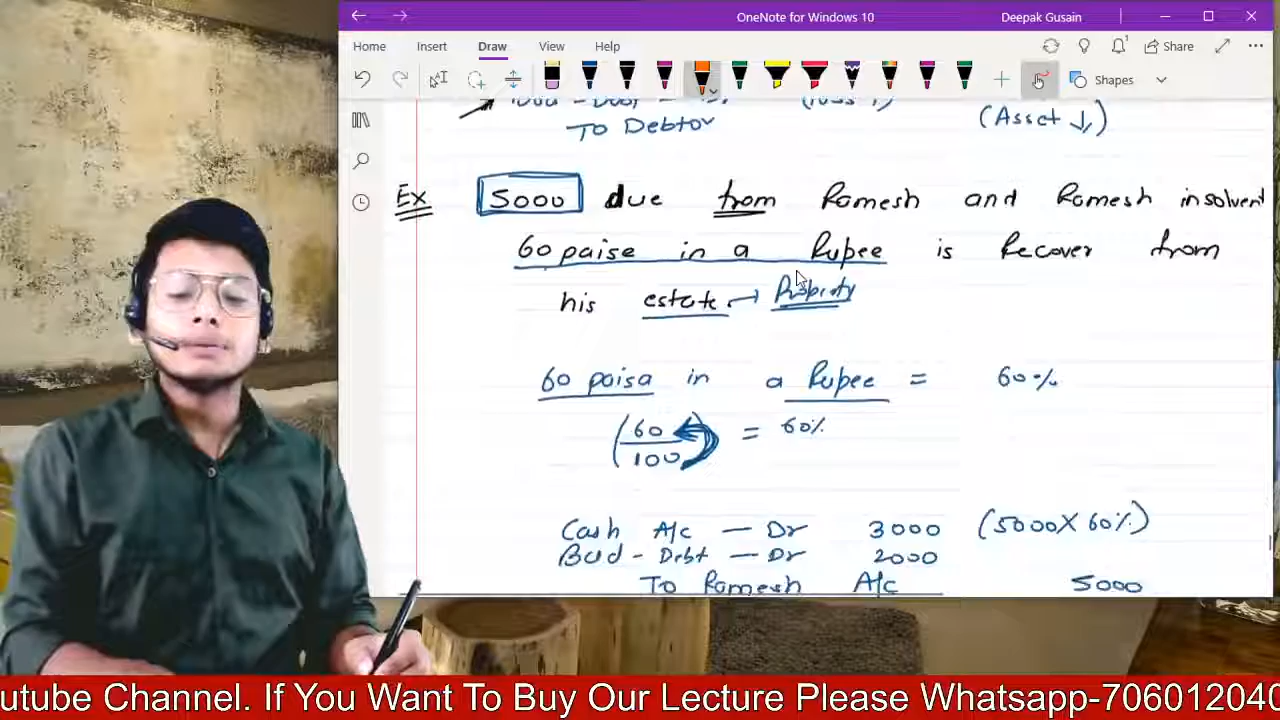 OneNote for Windows 10
Deepak Gusain
Home Insert Draw View Help
Share
Shapes
To Debtor
(Asset ↓)
Ex 5000 due from Ramesh and Ramesh insolvent
60 paise in a Rupee is Recover from
his estate → Property
60 paisa in a Rupee = 60%
(60/100) = 60%
Cash A/c — Dr 3000 (5000X60%)
Bad - Debt — Dr 2000
To Ramesh A/c 5000
utube Channel. If You Want To Buy Our Lecture Please Whatsapp-706012040